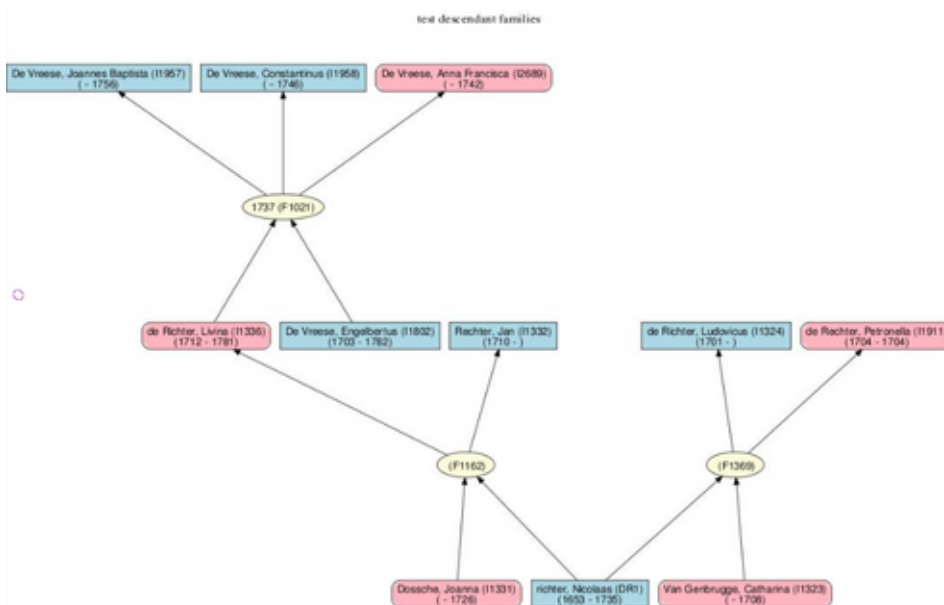 test descendant families
De Vreese, Joannes Baptista (I1957)
( - 1756)
De Vreese, Constantinus (I1958)
( - 1746)
De Vreese, Anna Francisca (I2689)
( - 1742)
1737 (F1021)
de Richter, Livina (I1336)
(1712 - 1781)
De Vreese, Engelbertus (I1802)
(1703 - 1782)
Rechter, Jan (I1332)
(1710 - )
de Richter, Ludovicus (I1324)
(1701 - )
de Rechter, Petronella (I1911
(1704 - 1704)
(F1162)
(F1369)
Dossche, Joanna (I1331)
( - 1726)
richter, Nicolaas (DR1)
(1653 - 1735)
Van Genbrugge, Catharina (I1323)
( - 1708)